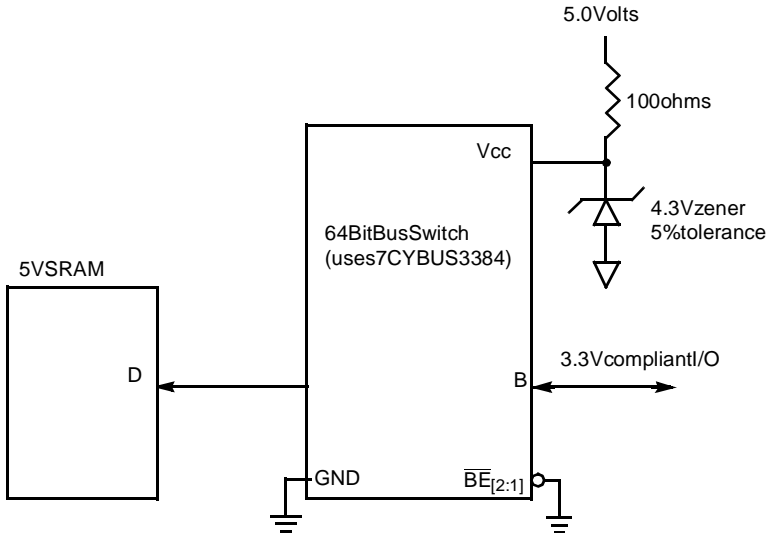 5.0Volts
100ohms
Vcc
4.3Vzener
5%tolerance
64BitBusSwitch
(uses7CYBUS3384)
5VSRAM
D
B
3.3VcompliantI/O
GND
BE[2:1]